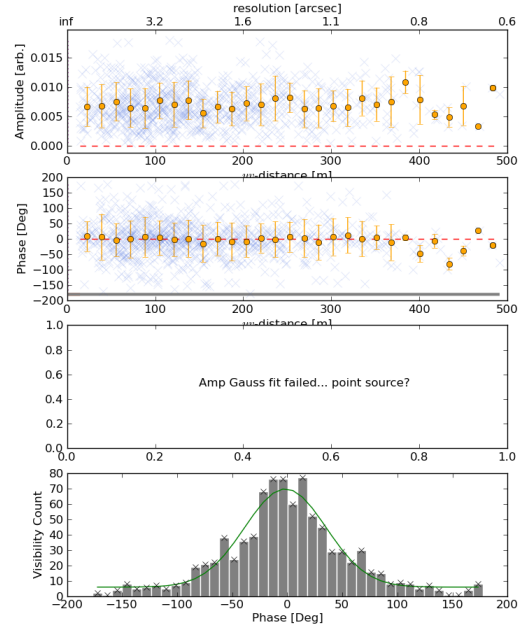 resolution [arcsec]
inf 3.2 1.6 1.1 0.8 0.6
Amplitude [arb.]
0.015
0.010
0.005
0.000
0 100 200 300 400 500
-distance [m]
Phase [Deg]
200
150
100
50
0
−50
−100
−150
−200
0 100 200 300 400 500
-distance [m]
1.0
0.8
0.6
0.4
0.2
0.0
Amp Gauss fit failed... point source?
0.0 0.2 0.4 0.6 0.8 1.0
Visibility Count
80
70
60
50
40
30
20
10
0
−200 −150 −100 −50 0 50 100 150 200
Phase [Deg]